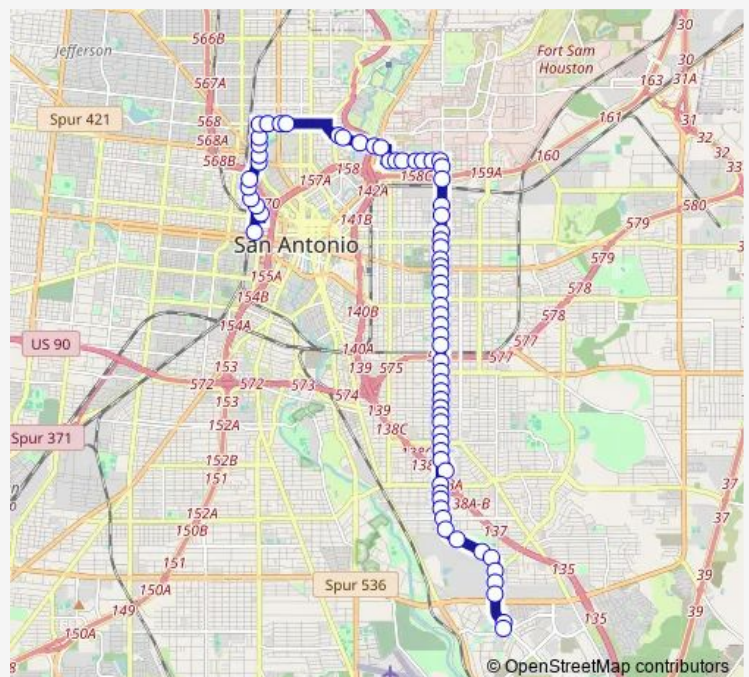 566B
Jefferson
567A
Fort Sam
Houston
30
30
163
31A
Spur 421
568
568A
568B
161
31
32
32
33
158
157A
158C
159A
160
142A
580
141B
579
579
San Antonio
155A
154B
154A
578
578
140B
577
577
US 90
140A
153
572
572
573
574
139
575
139
153
152A
138C
Spur 371
152B
151
38A-B
37
37
152A
150B
137
151
135
135
Spur 536
39
39
150A
149
150A
© OpenStreetMap contributors